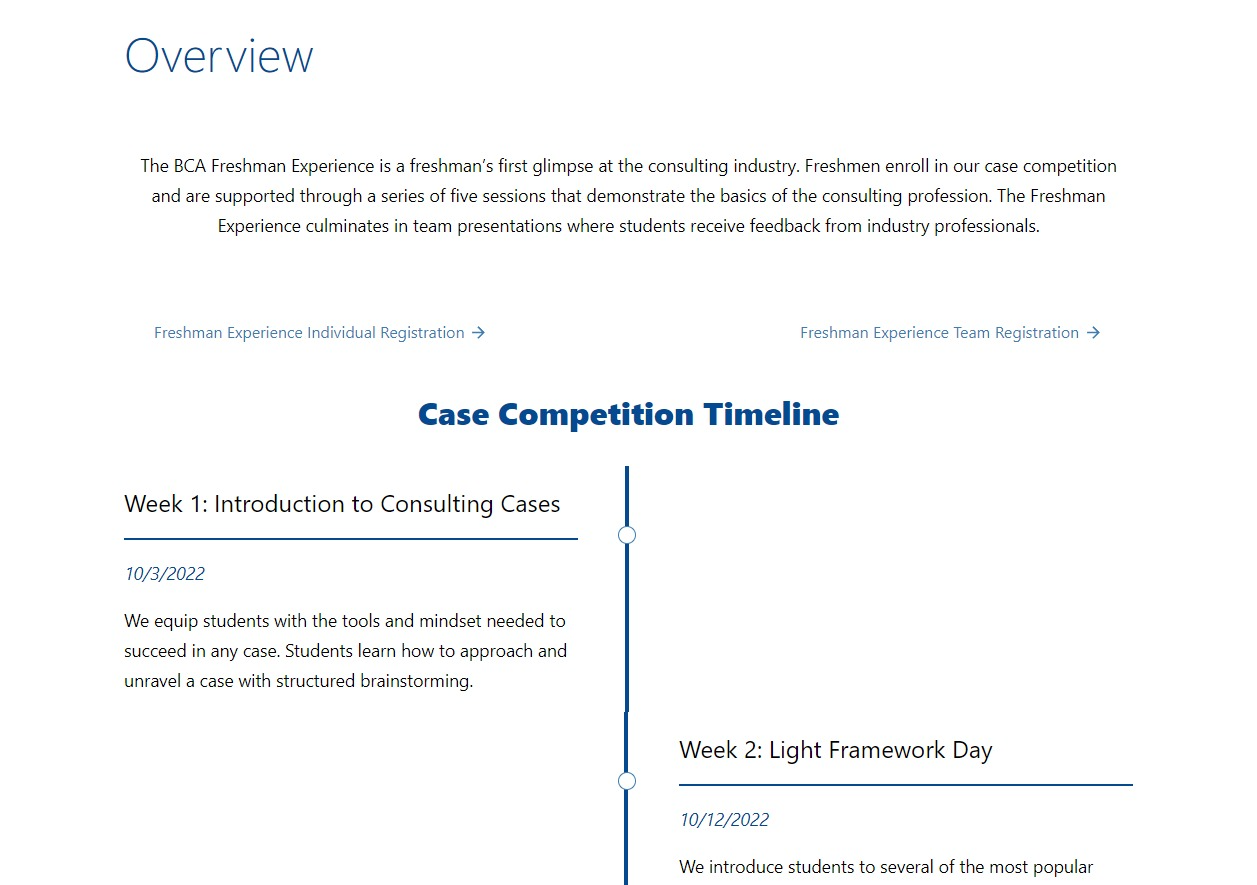 Overview
The BCA Freshman Experience is a freshman’s first glimpse at the consulting industry. Freshmen enroll in our case competition
and are supported through a series of five sessions that demonstrate the basics of the consulting profession. The Freshman
Experience culminates in team presentations where students receive feedback from industry professionals.
Freshman Experience Individual Registration →
Freshman Experience Team Registration →
Case Competition Timeline
Week 1: Introduction to Consulting Cases
10/3/2022
We equip students with the tools and mindset needed to
succeed in any case. Students learn how to approach and
unravel a case with structured brainstorming.
Week 2: Light Framework Day
10/12/2022
We introduce students to several of the most popular